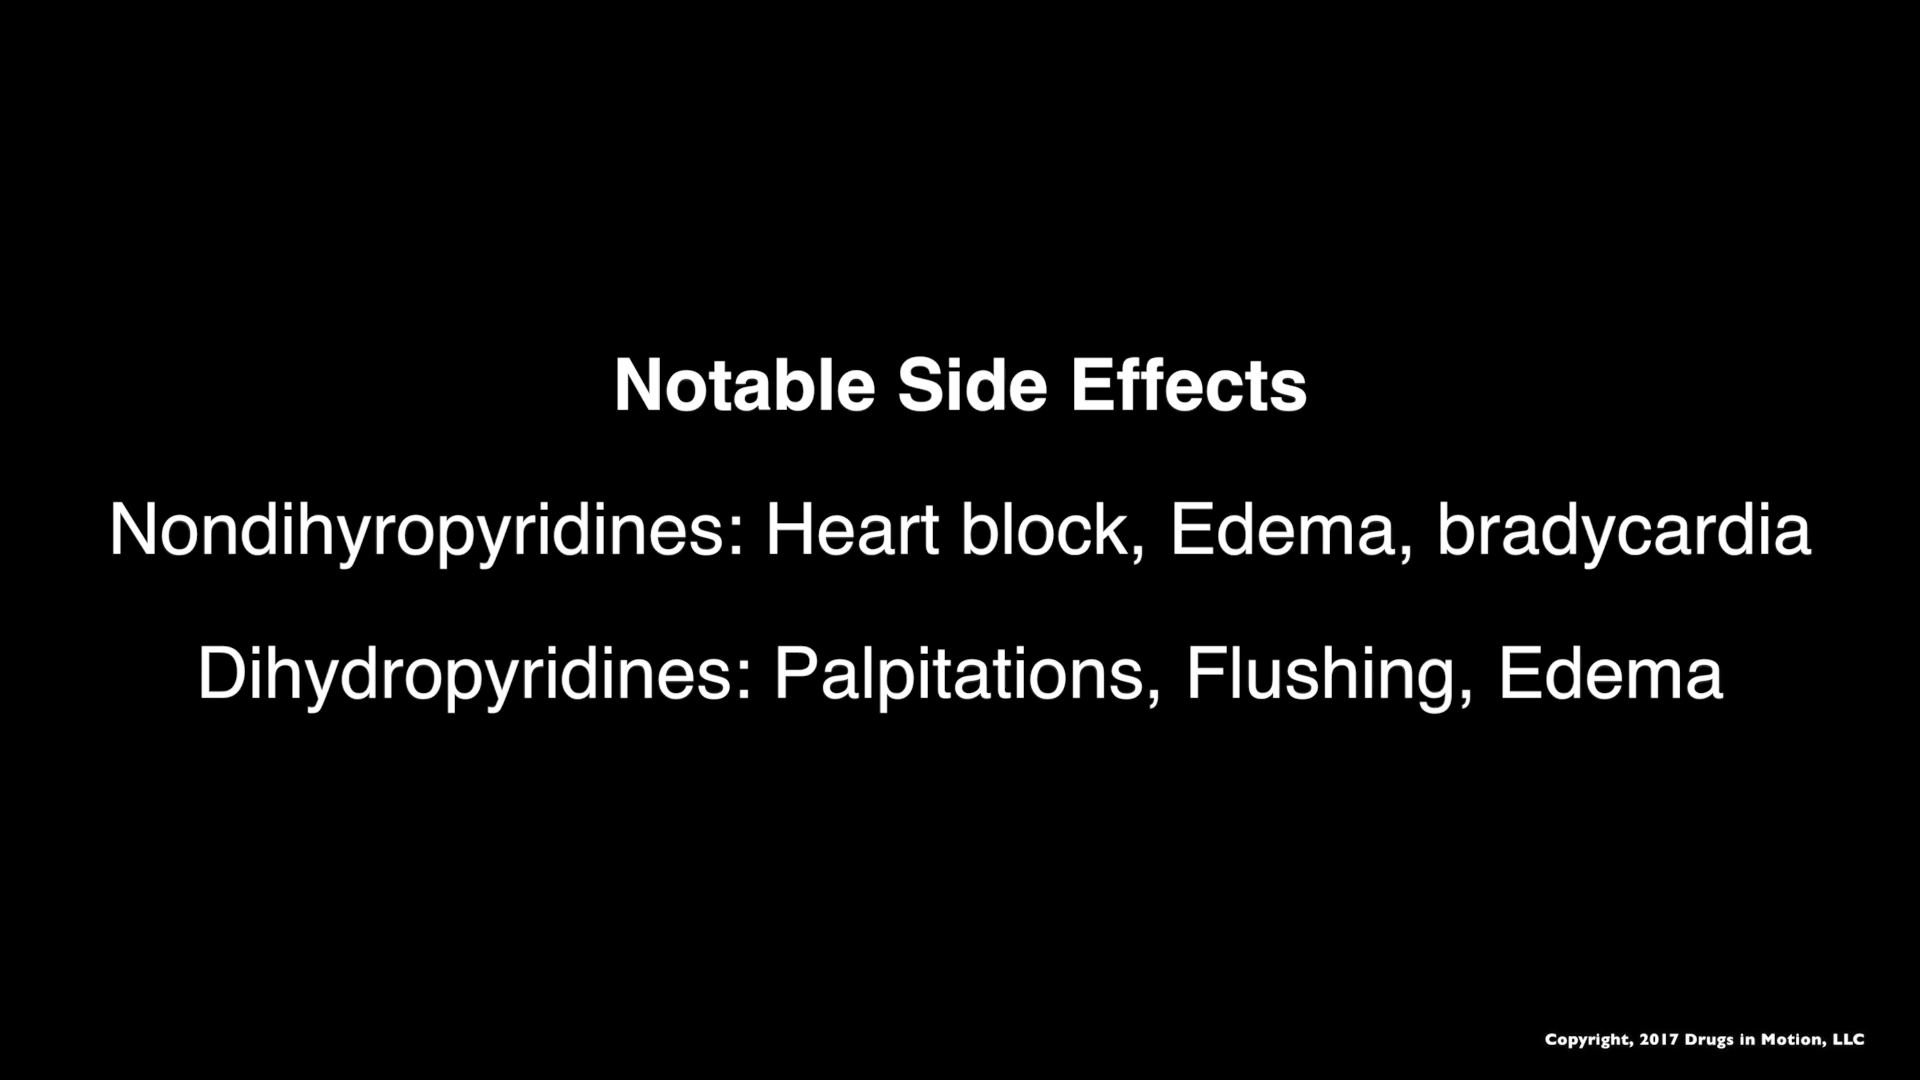 Notable Side Effects
Nondihyropyridines: Heart block, Edema, bradycardia
Dihydropyridines: Palpitations, Flushing, Edema
Copyright, 2017 Drugs in Motion, LLC